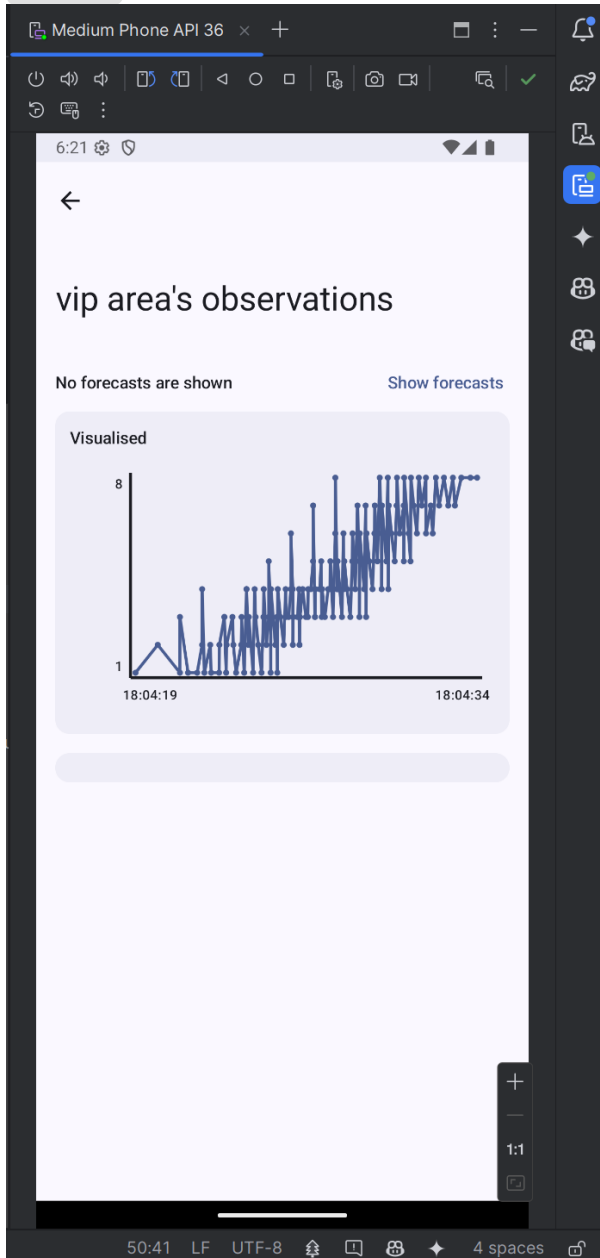 Medium Phone API 36
6:21
vip area's observations
No forecasts are shown
Show forecasts
Visualised
8
1
18:04:19
18:04:34
1:1
50:41 LF UTF-8 4 spaces